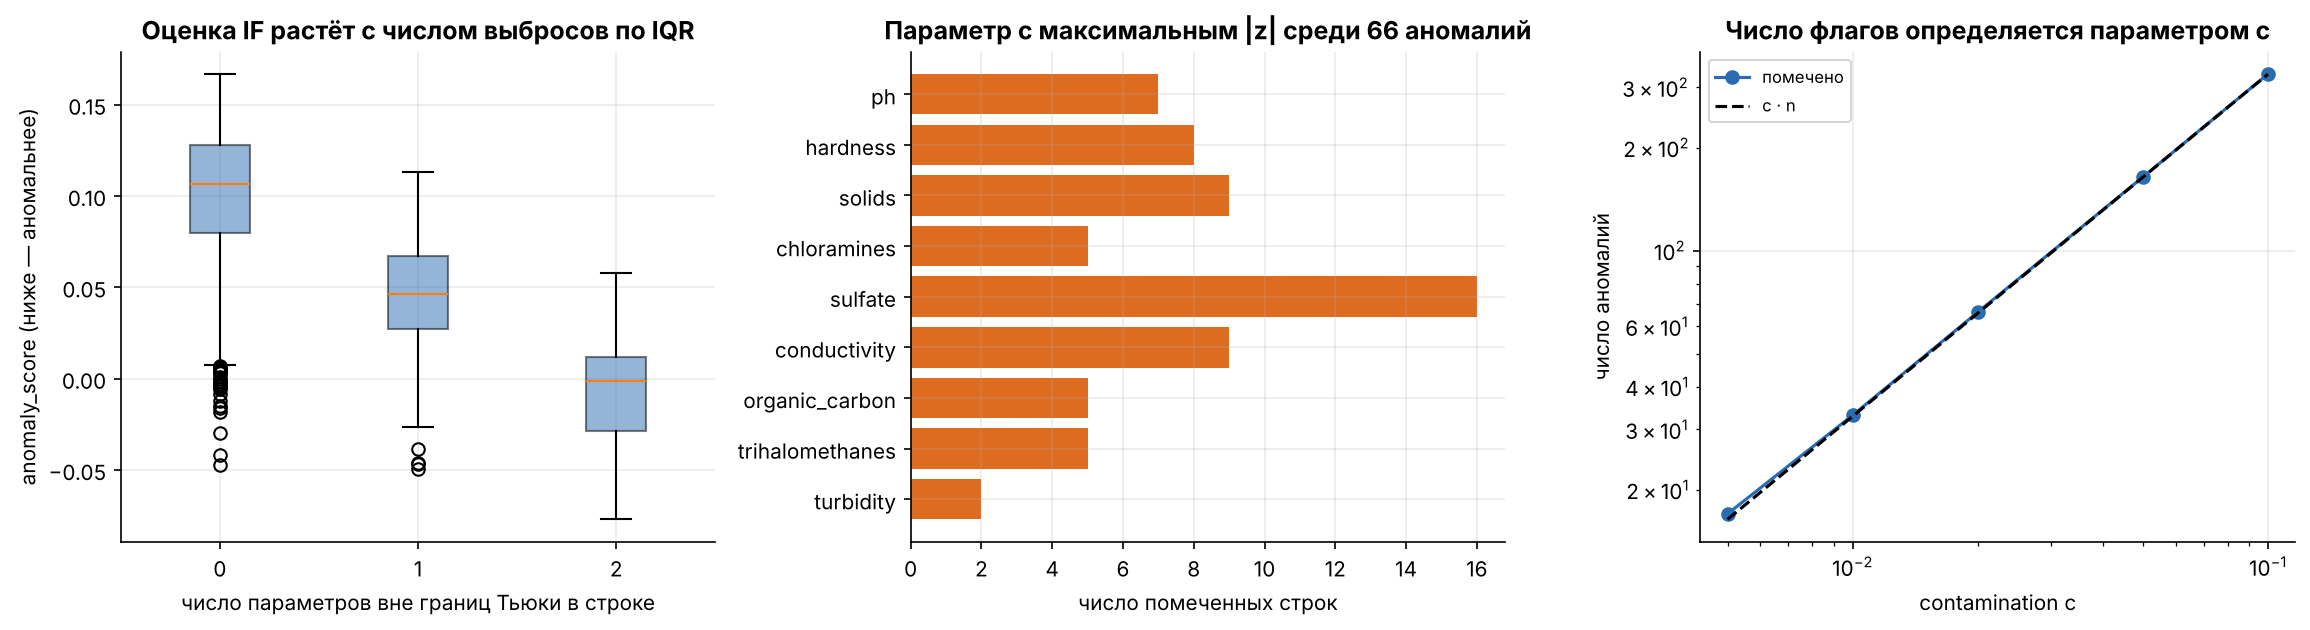 Оценка IF растёт с числом выбросов по IQR
anomaly_score (ниже — аномальнее)
0.15
0.10
0.05
0.00
−0.05
0 1 2
число параметров вне границ Тьюки в строке
Параметр с максимальным |z| среди 66 аномалий
ph
hardness
solids
chloramines
sulfate
conductivity
organic_carbon
trihalomethanes
turbidity
0 2 4 6 8 10 12 14 16
число помеченных строк
Число флагов определяется параметром c
помечено
c · n
число аномалий
3 × 10²
2 × 10²
10²
6 × 10¹
4 × 10¹
3 × 10¹
2 × 10¹
10⁻² 10⁻¹
contamination c